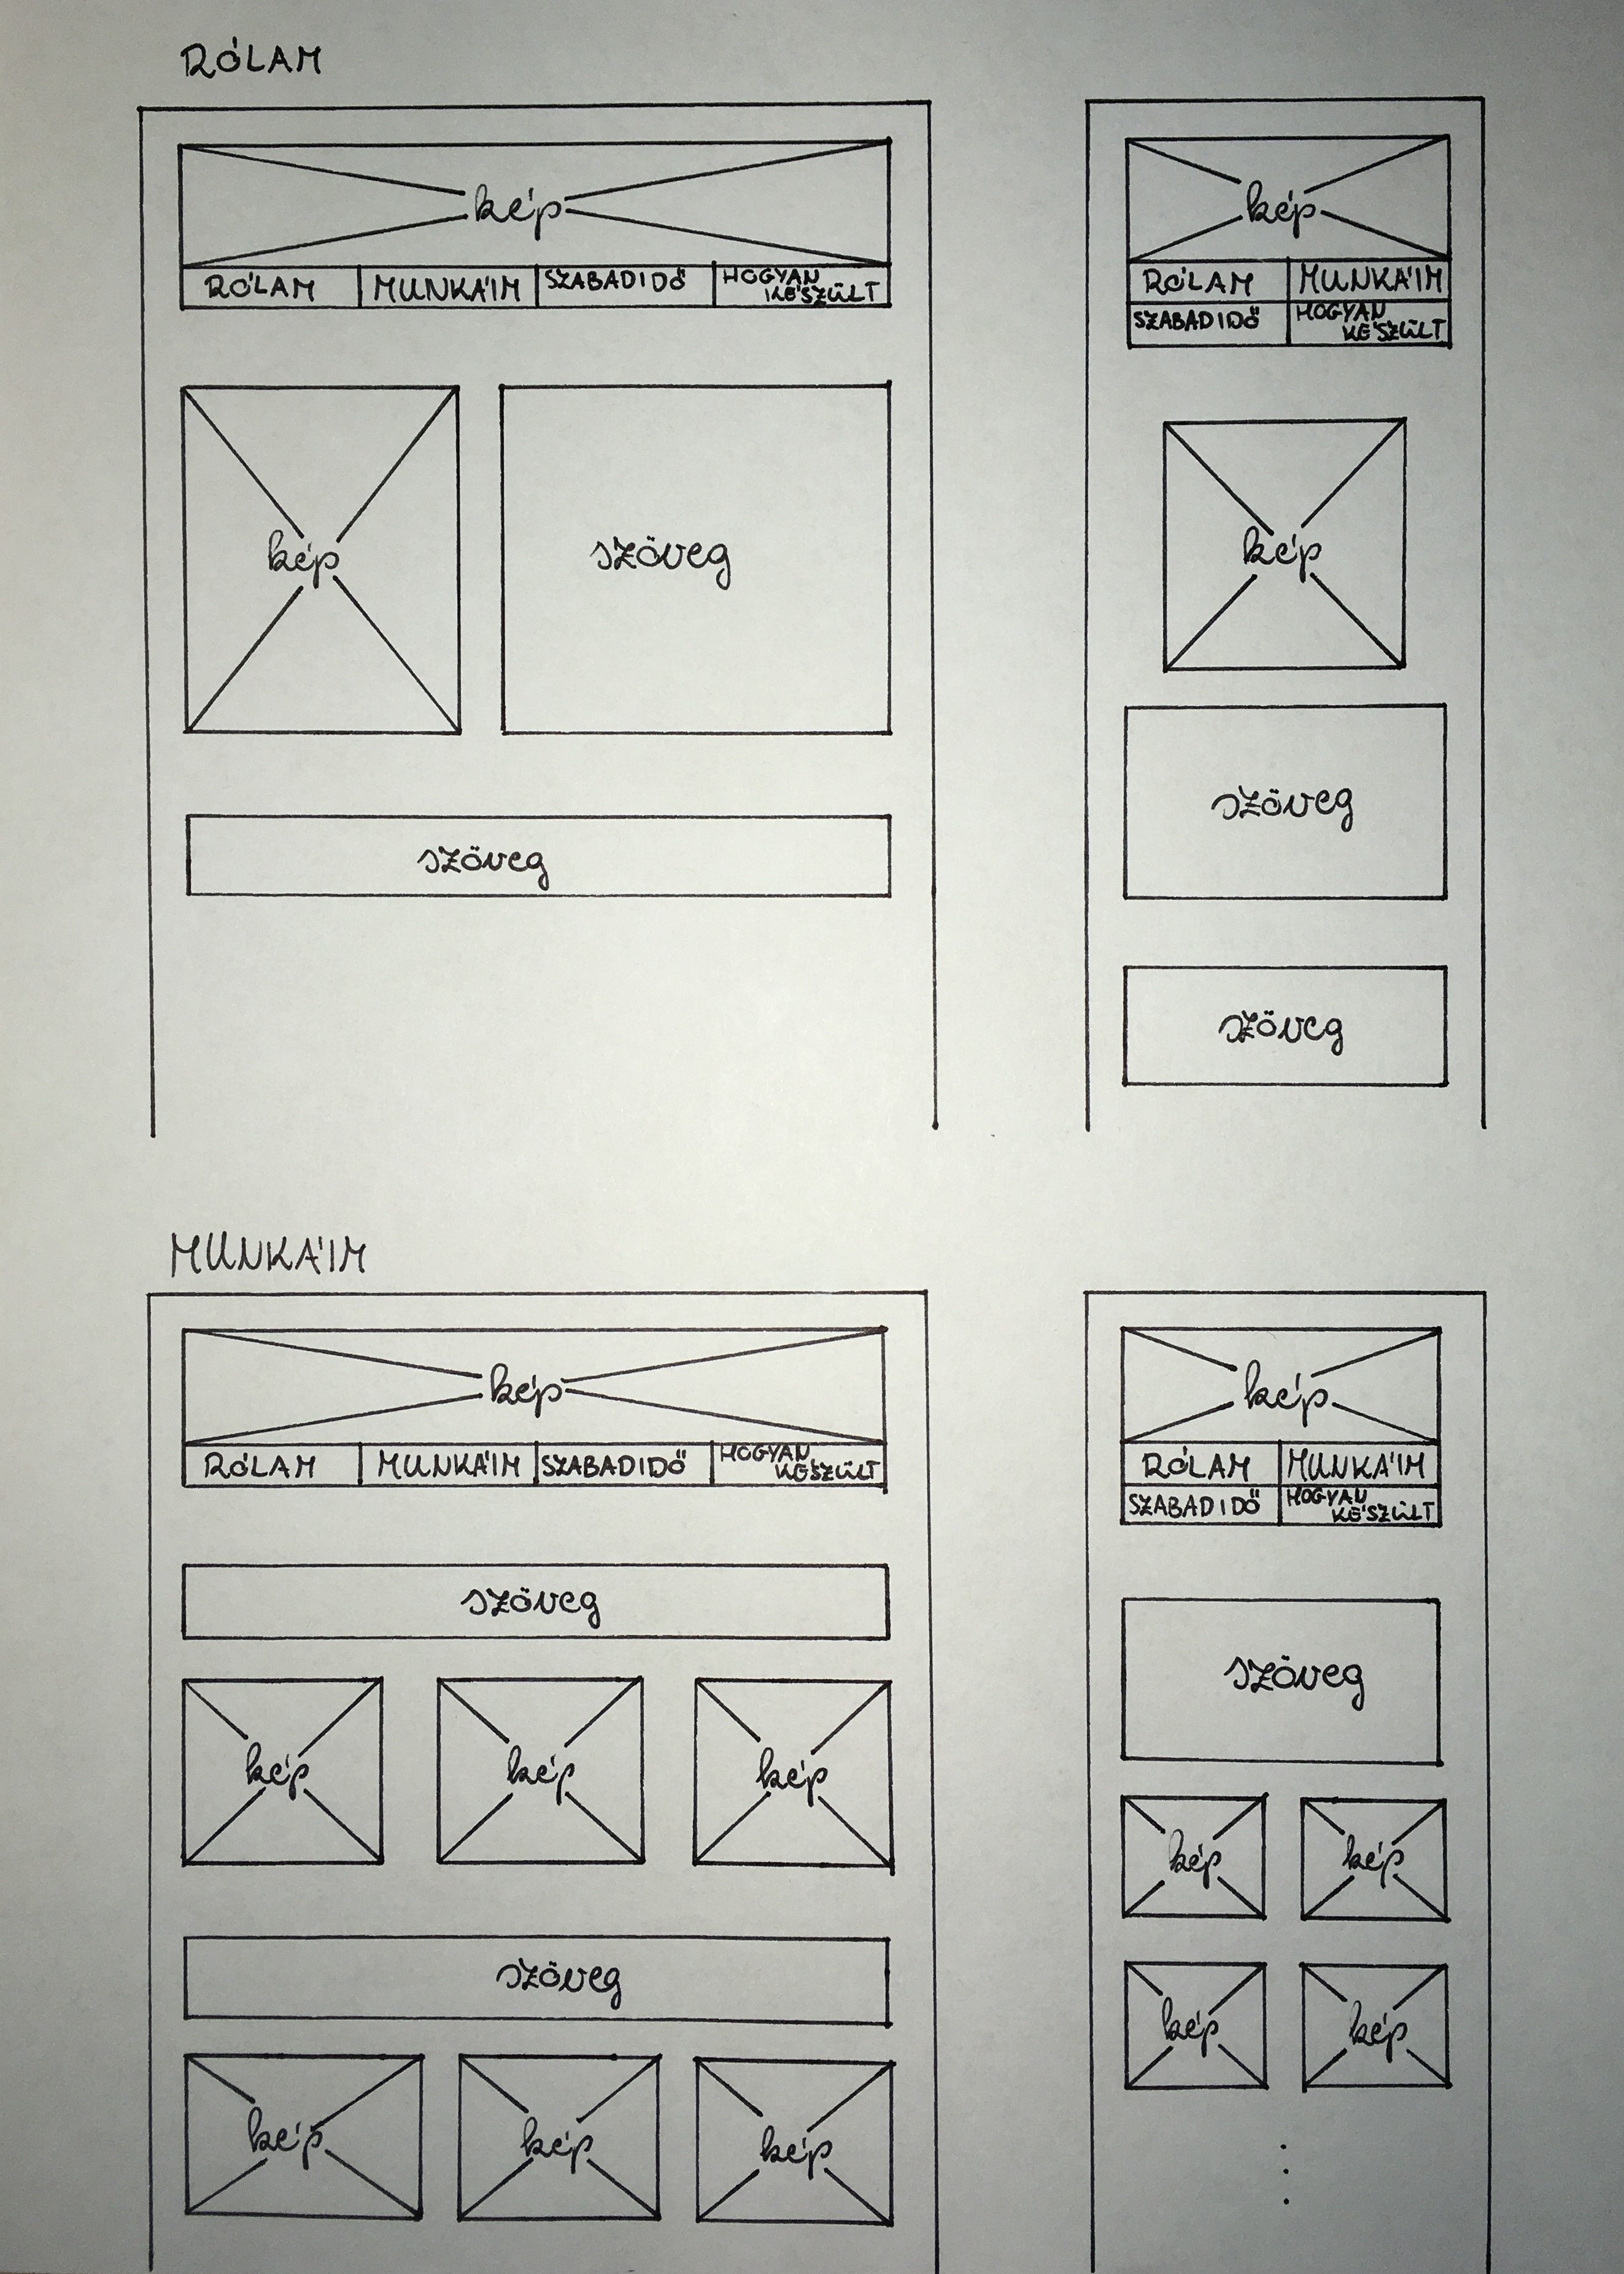 RÓLAM
kép
RÓLAM MUNKÁIM SZABADIDŐ HOGYAN
KÉSZÜLT
kép szöveg
szöveg
kép
RÓLAM MUNKÁIM
SZABADIDŐ HOGYAN
KÉSZÜLT
kép
szöveg
szöveg
MUNKÁIM
kép
RÓLAM MUNKÁIM SZABADIDŐ HOGYAN
KÉSZÜLT
szöveg
kép kép kép
szöveg
kép kép kép
kép
RÓLAM MUNKÁIM
SZABADIDŐ HOGYAN
KÉSZÜLT
szöveg
kép kép
kép kép